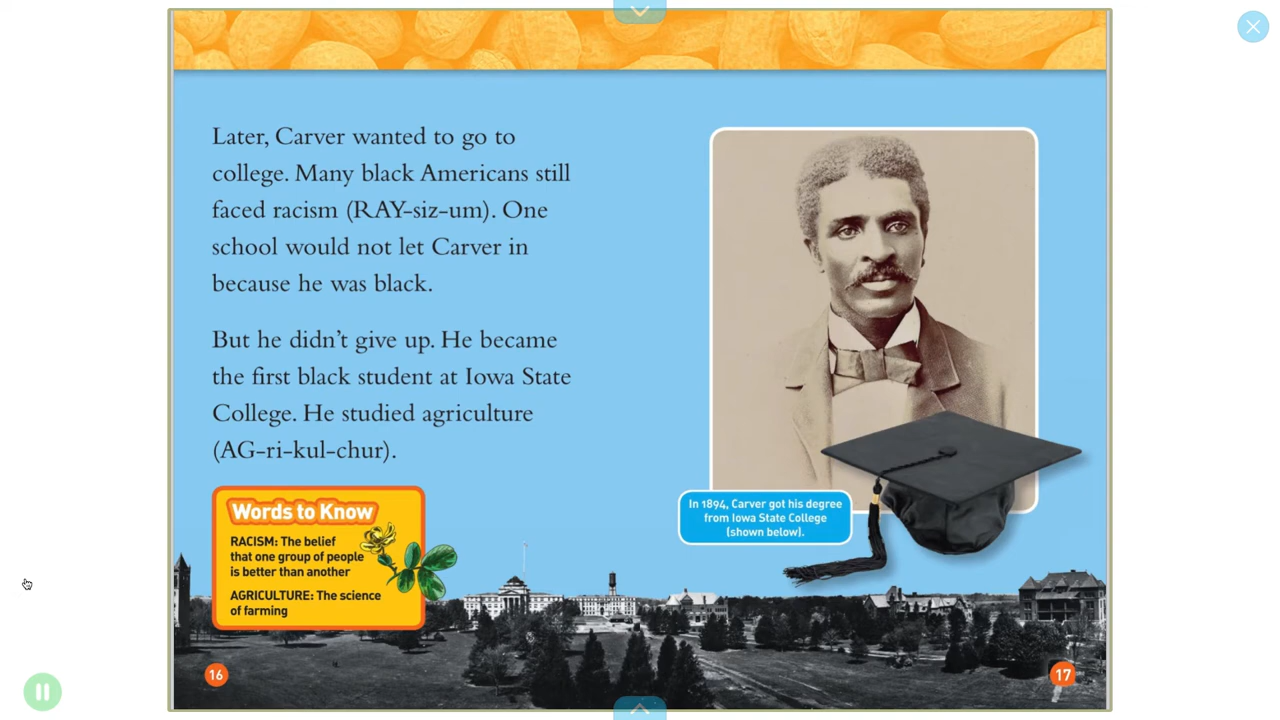 Later, Carver wanted to go to
college. Many black Americans still
faced racism (RAY-siz-um). One
school would not let Carver in
because he was black.
But he didn't give up. He became
the first black student at Iowa State
College. He studied agriculture
(AG-ri-kul-chur).
Words to Know
RACISM: The belief
that one group of people
is better than another
AGRICULTURE: The science
of farming
In 1894, Carver got his degree
from Iowa State College
(shown below).
16
17